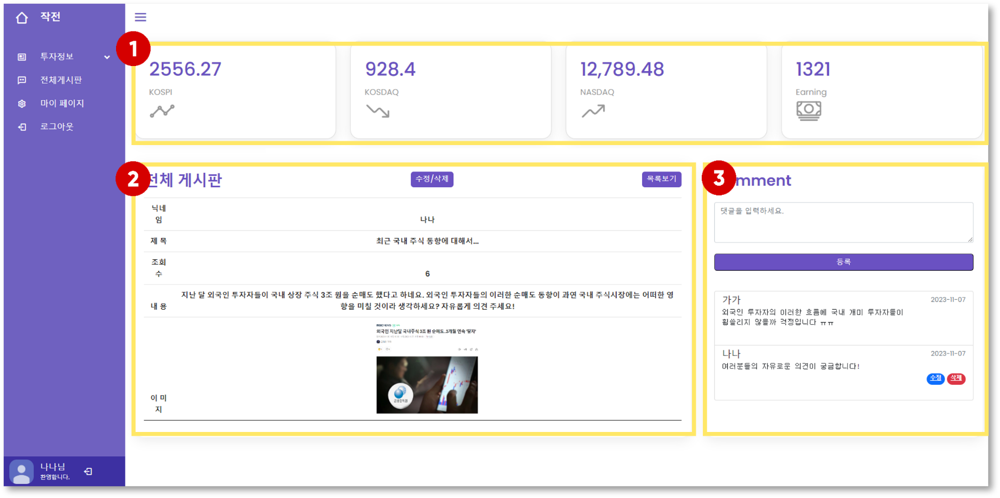 작전
투자정보
전체게시판
마이 페이지
로그아웃
1
2556.27
KOSPI
928.4
KOSDAQ
12,789.48
NASDAQ
1321
Earning
2
전체 게시판
수정/삭제
목록보기
닉네
임
나나
제 목
최근 국내 주식 동향에 대해서...
조회
수
6
내 용
지난 달 외국인 투자자들이 국내 상장 주식 3조 원을 순매도 했다고 하네요. 외국인 투자자들의 이러한 순매도 동향이 과연 국내 주식시장에는 어떠한 영
향을 미칠 것이라 생각하세요? 자유롭게 의견 주세요!
이 미
지
외국인 지난달 국내주식 3조 원 순매도..3개월 연속 '팔자'
금융감독원
3
mment
댓글을 입력하세요.
등록
가가
2023-11-07
외국인 투자자의 이러한 흐름에 국내 개미 투자자들이
휩쓸리지 않을까 걱정입니다 ㅠㅠ
나나
2023-11-07
여러분들의 자유로운 의견이 궁금합니다!
수정
삭제
나나님
환영합니다.